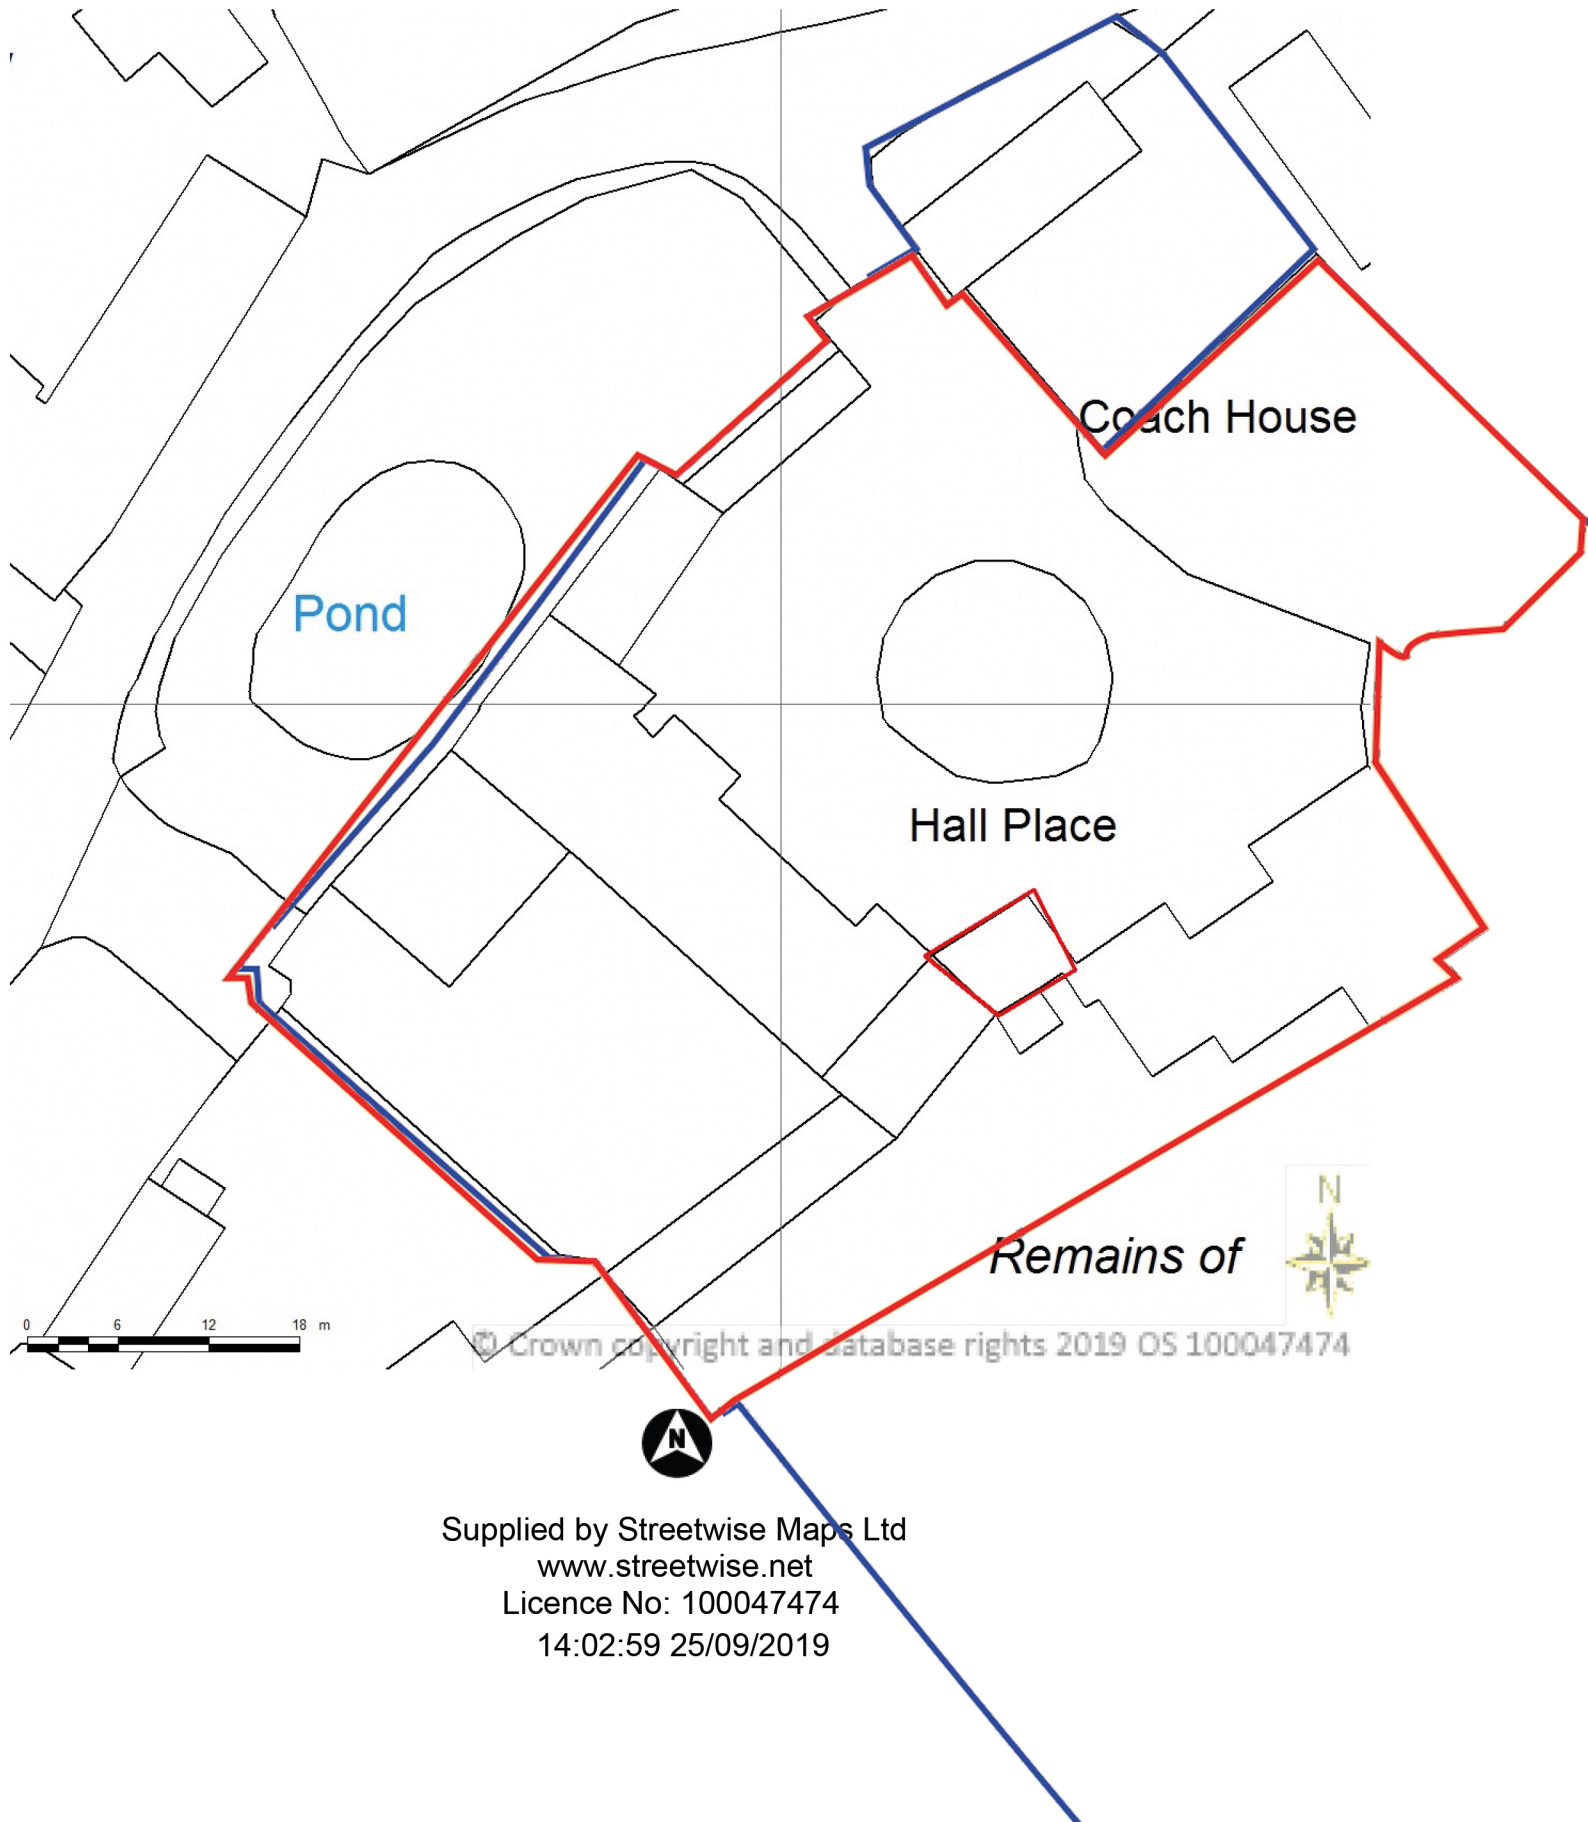 Coach House
Pond
Hall Place
N
Remains of
0 6 12 18 m
© Crown copyright and database rights 2019 OS 100047474
N
Supplied by Streetwise Maps Ltd
www.streetwise.net
Licence No: 100047474
14:02:59 25/09/2019